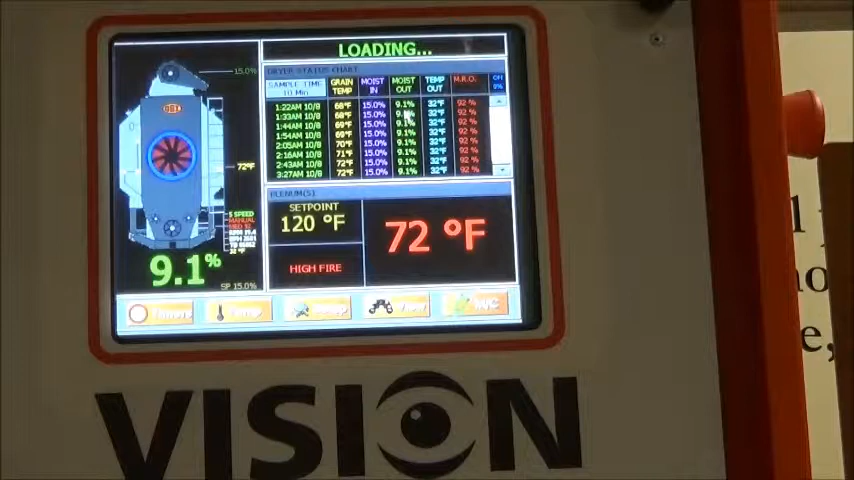 LOADING...
15.0%
DRYER STATUS CHART
SAMPLE TIME 10 Min
GRAIN TEMP
MOIST IN
MOIST OUT
TEMP OUT
M.R.O.
1:22AM 10/8 68°F 15.0% 9.1% 32°F 92 %
1:33AM 10/8 68°F 15.0% 9.1% 32°F 92 %
1:44AM 10/8 69°F 15.0% 9.1% 32°F 92 %
1:54AM 10/8 69°F 15.0% 9.1% 32°F 92 %
2:05AM 10/8 70°F 15.0% 9.1% 32°F 92 %
2:16AM 10/8 71°F 15.0% 9.1% 32°F 92 %
2:43AM 10/8 72°F 15.0% 9.1% 32°F 92 %
3:27AM 10/8 72°F 15.0% 9.1% 32°F 92 %
72°F
PLENUM(S)
SETPOINT
120 °F
72 °F
HIGH FIRE
SPEED
MANUAL
9.1%
SP 15.0%
Timers
Temp
Setup
View
M/C
VISION